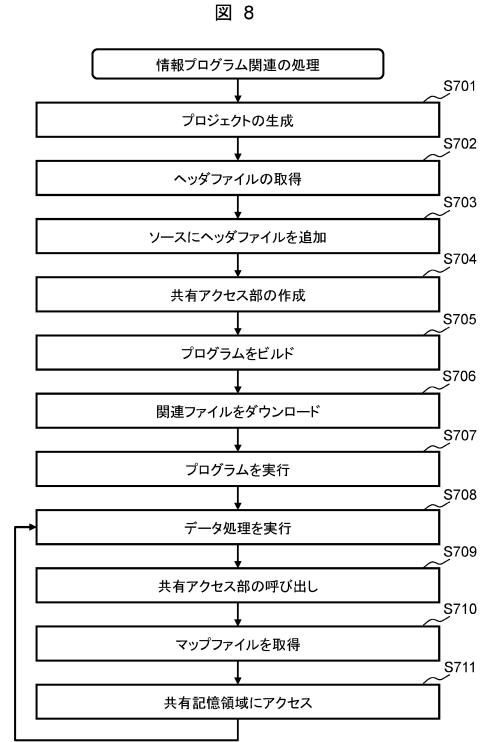 図 8
情報プログラム関連の処理
S701
プロジェクトの生成
S702
ヘッダファイルの取得
S703
ソースにヘッダファイルを追加
S704
共有アクセス部の作成
S705
プログラムをビルド
S706
関連ファイルをダウンロード
S707
プログラムを実行
S708
データ処理を実行
S709
共有アクセス部の呼び出し
S710
マップファイルを取得
S711
共有記憶領域にアクセス